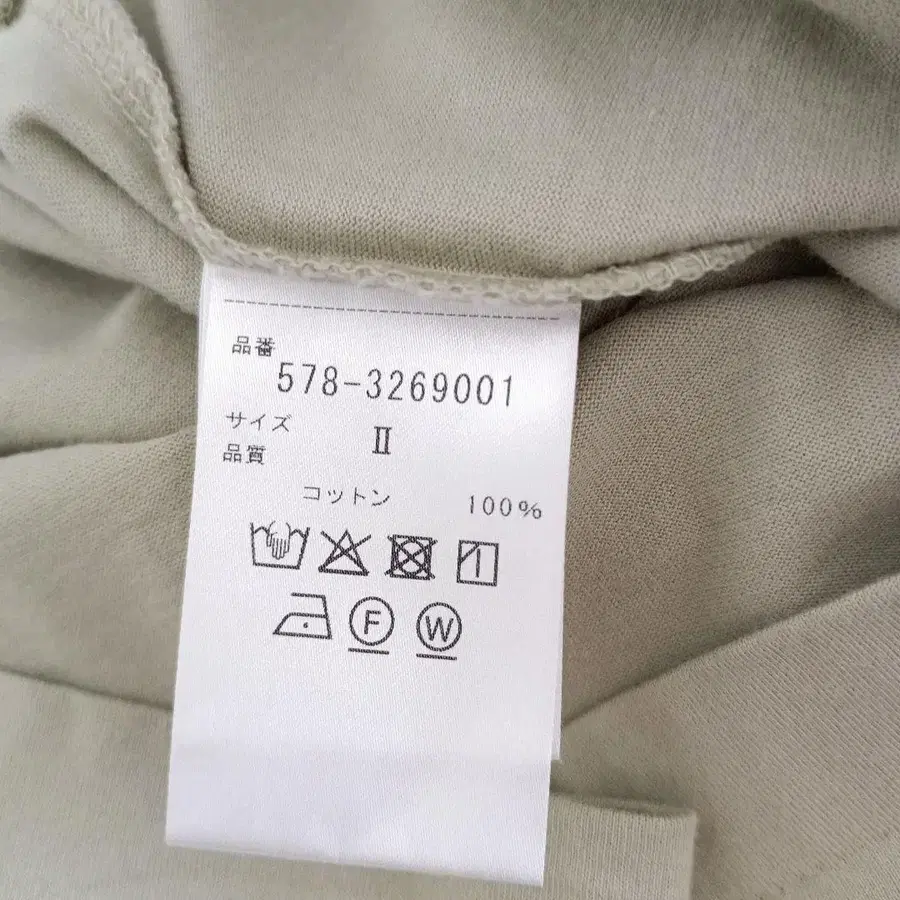 品番
578-3269001
サイズ Ⅱ
品質
コットン 100%
F W